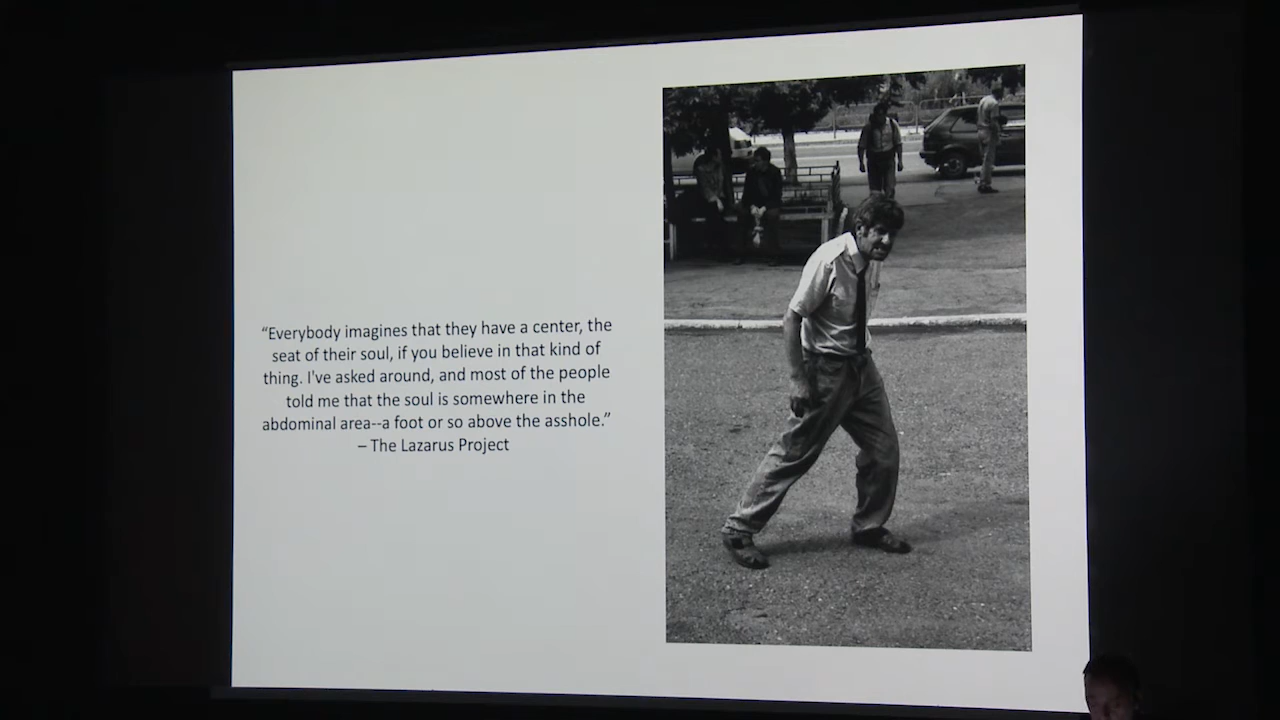 “Everybody imagines that they have a center, the
seat of their soul, if you believe in that kind of
thing. I've asked around, and most of the people
told me that the soul is somewhere in the
abdominal area--a foot or so above the asshole.”
– The Lazarus Project